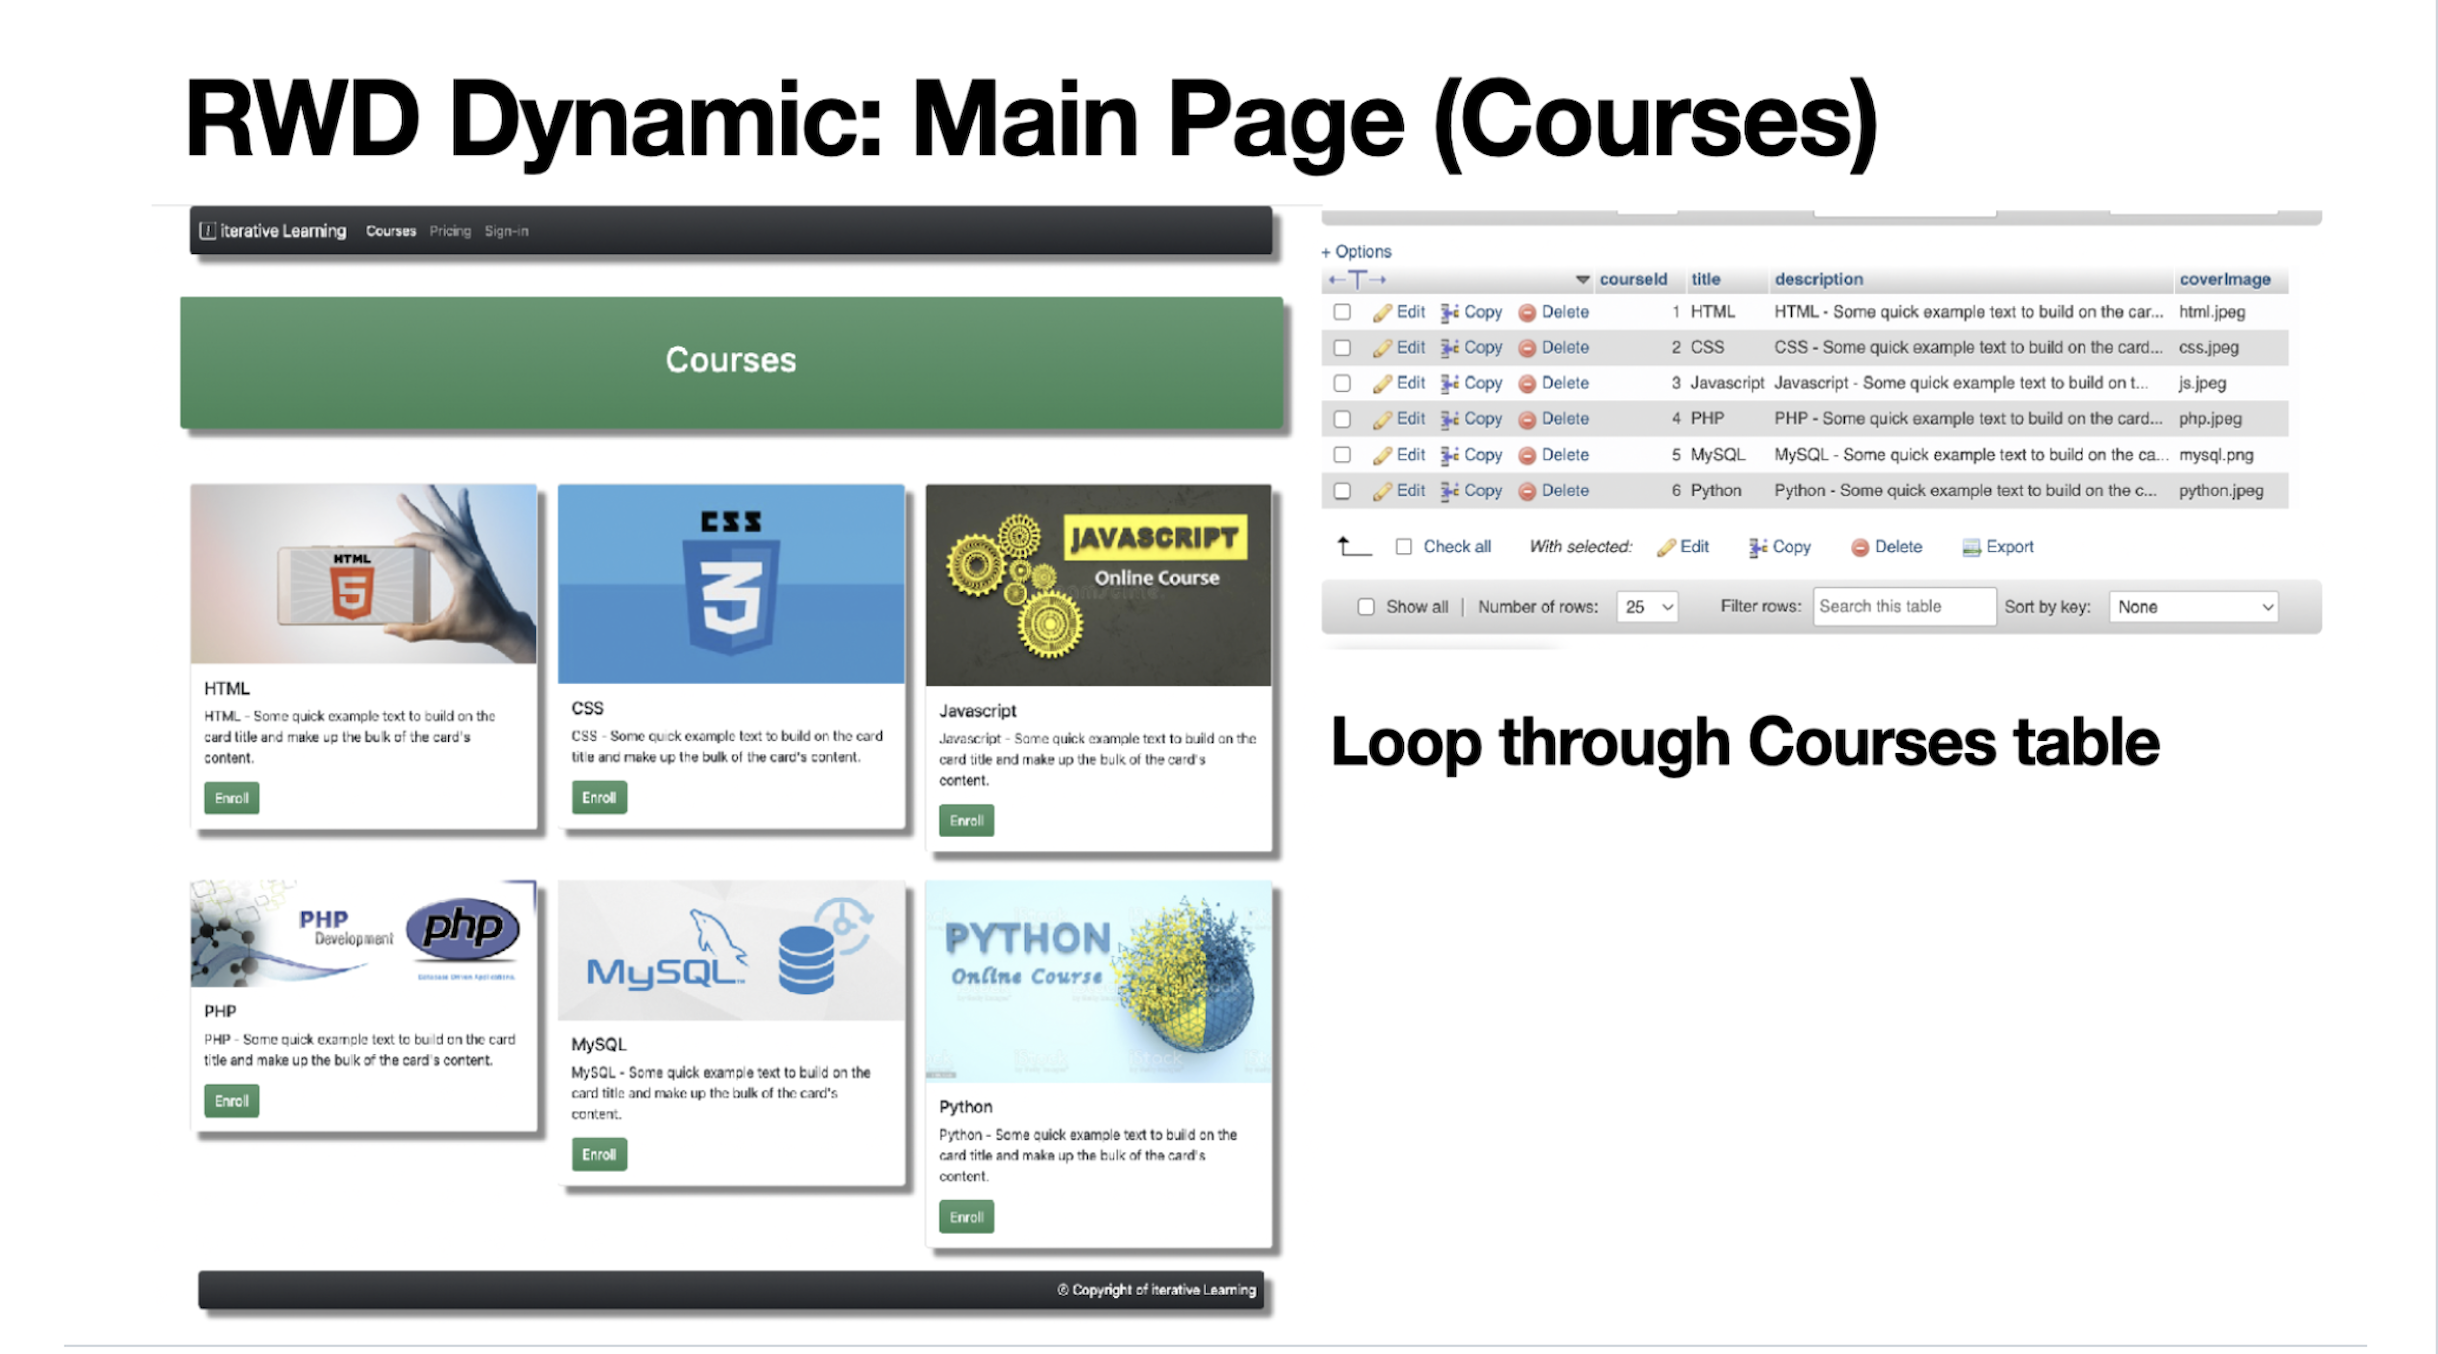 RWD Dynamic: Main Page (Courses)
iterative Learning Courses Pricing Sign-in
Courses
HTML
5
HTML
HTML - Some quick example text to build on the
card title and make up the bulk of the card's
content.
Enroll
CSS
3
CSS
CSS - Some quick example text to build on the card
title and make up the bulk of the card's content.
Enroll
JAVASCRIPT
Online Course
Javascript
Javascript - Some quick example text to build on the
card title and make up the bulk of the card's
content.
Enroll
PHP
Development
php
PHP
PHP - Some quick example text to build on the card
title and make up the bulk of the card's content.
Enroll
MySQL
MySQL
MySQL - Some quick example text to build on the
card title and make up the bulk of the card's
content.
Enroll
PYTHON
Online Course
iStock
iStock
Python
Python - Some quick example text to build on the
card title and make up the bulk of the card's
content.
Enroll
© Copyright of iterative Learning
+ Options
courseId title description coverImage
Edit Copy Delete 1 HTML HTML - Some quick example text to build on the car... html.jpeg
Edit Copy Delete 2 CSS CSS - Some quick example text to build on the card... css.jpeg
Edit Copy Delete 3 Javascript Javascript - Some quick example text to build on t... js.jpeg
Edit Copy Delete 4 PHP PHP - Some quick example text to build on the card... php.jpeg
Edit Copy Delete 5 MySQL MySQL - Some quick example text to build on the ca... mysql.png
Edit Copy Delete 6 Python Python - Some quick example text to build on the c... python.jpeg
Check all With selected: Edit Copy Delete Export
Show all | Number of rows: 25 Filter rows: Search this table Sort by key: None
Loop through Courses table